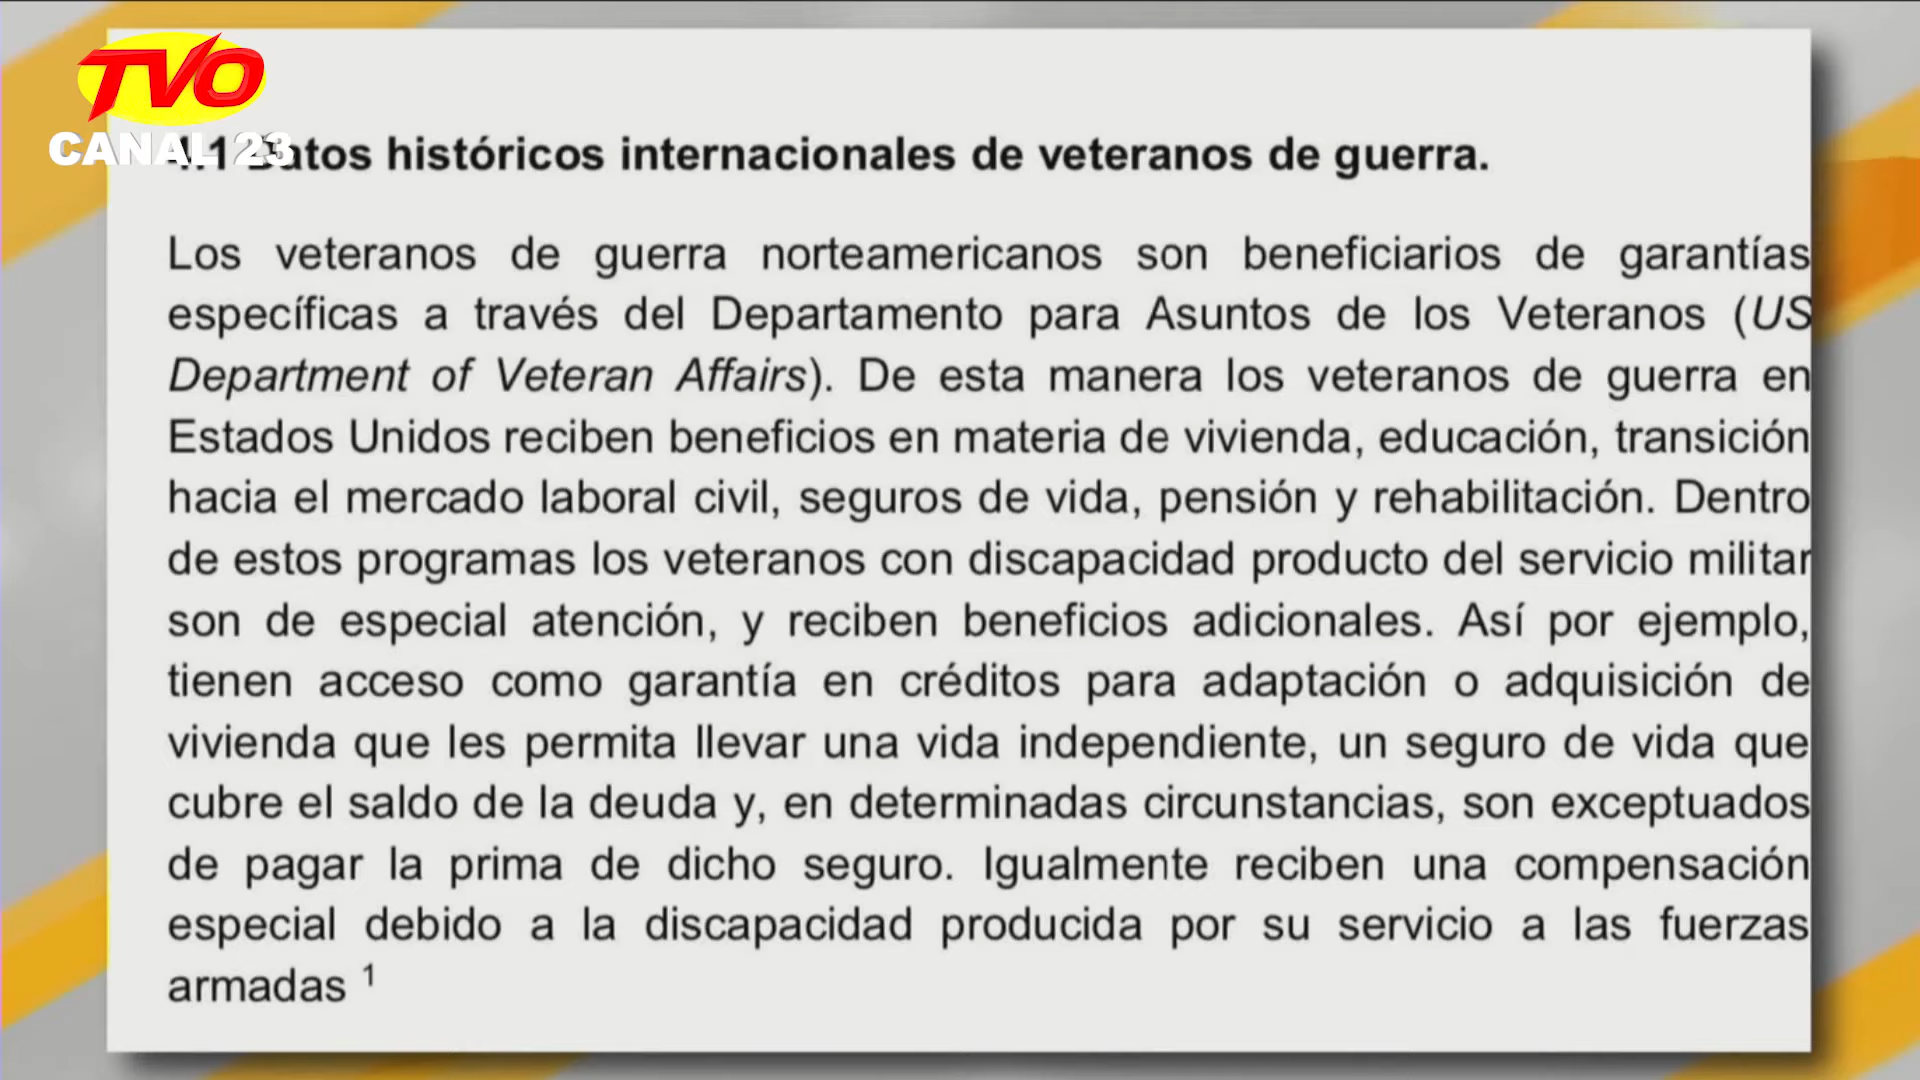 TVO
CANAL 23
.1 Datos históricos internacionales de veteranos de guerra.
Los veteranos de guerra norteamericanos son beneficiarios de garantías
específicas a través del Departamento para Asuntos de los Veteranos (US
Department of Veteran Affairs). De esta manera los veteranos de guerra en
Estados Unidos reciben beneficios en materia de vivienda, educación, transición
hacia el mercado laboral civil, seguros de vida, pensión y rehabilitación. Dentro
de estos programas los veteranos con discapacidad producto del servicio militar
son de especial atención, y reciben beneficios adicionales. Así por ejemplo,
tienen acceso como garantía en créditos para adaptación o adquisición de
vivienda que les permita llevar una vida independiente, un seguro de vida que
cubre el saldo de la deuda y, en determinadas circunstancias, son exceptuados
de pagar la prima de dicho seguro. Igualmente reciben una compensación
especial debido a la discapacidad producida por su servicio a las fuerzas
armadas 1